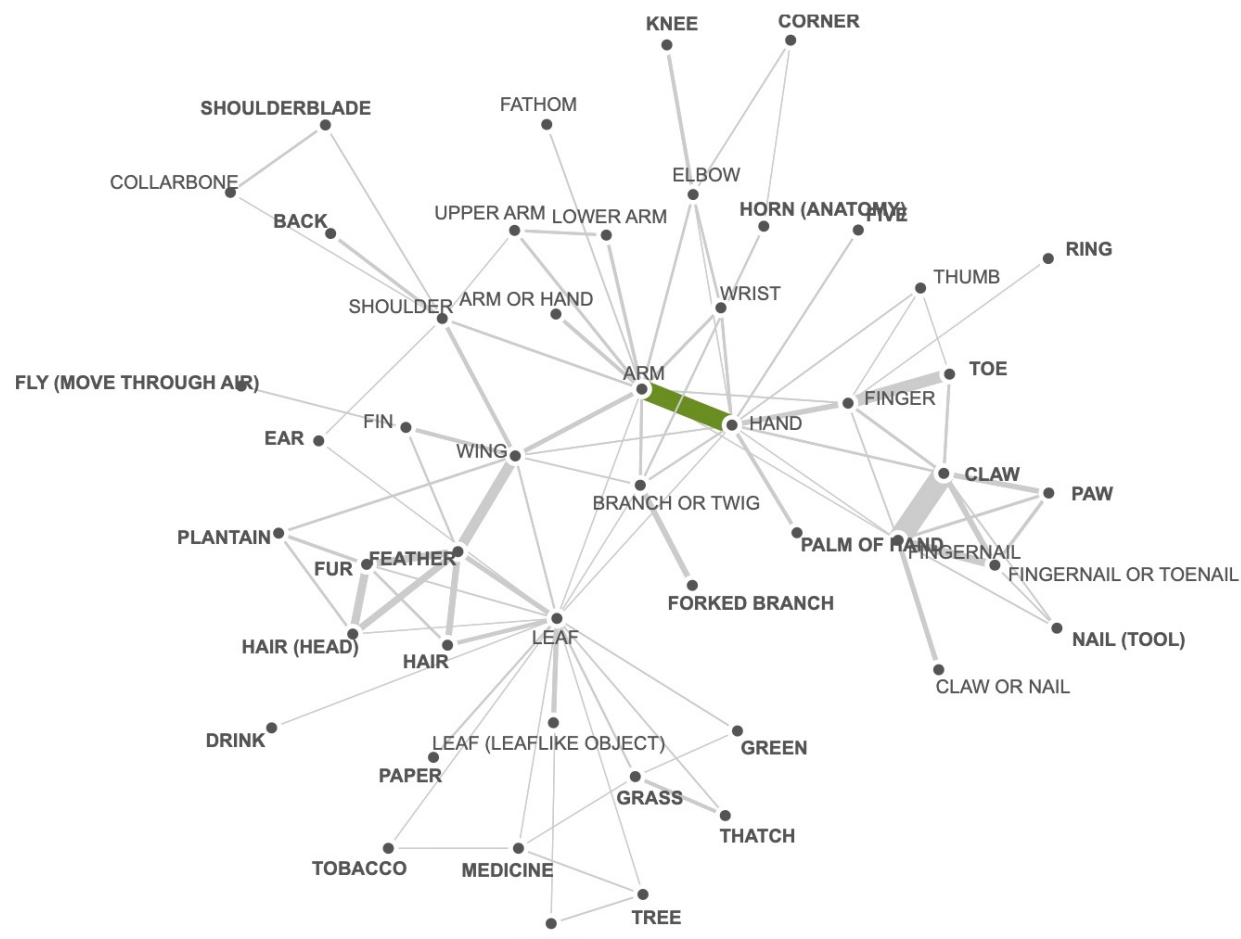 KNEE
CORNER
SHOULDERBLADE
FATHOM
COLLARBONE
ELBOW
BACK
UPPER ARM
LOWER ARM
HORN (ANATOMY)
FIVE
RING
THUMB
SHOULDER
ARM OR HAND
WRIST
ARM
TOE
FLY (MOVE THROUGH AIR)
FINGER
EAR
FIN
HAND
WING
CLAW
PAW
BRANCH OR TWIG
PLANTAIN
FUR
FEATHER
PALM OF HAND
FINGERNAIL
FINGERNAIL OR TOENAIL
FORKED BRANCH
HAIR (HEAD)
HAIR
LEAF
NAIL (TOOL)
CLAW OR NAIL
DRINK
LEAF (LEAFLIKE OBJECT)
GREEN
PAPER
GRASS
THATCH
TOBACCO
MEDICINE
TREE